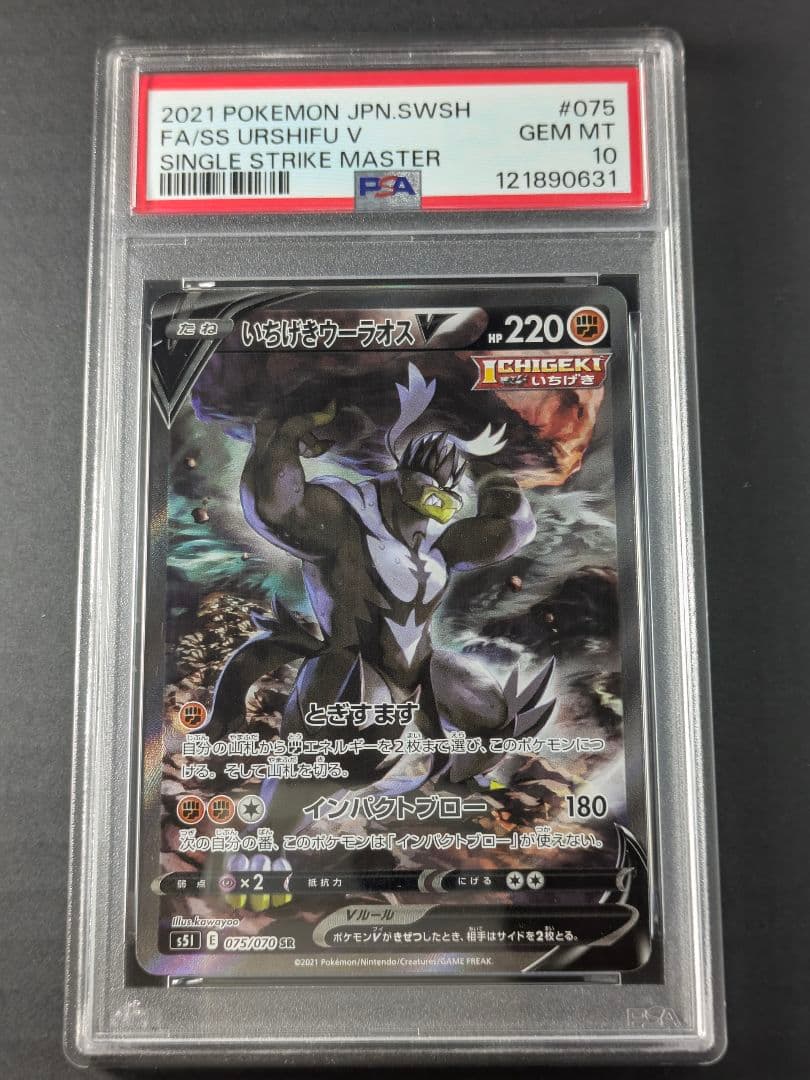 2021 POKEMON JPN.SWSH #075
FA/SS URSHIFU V GEM MT
SINGLE STRIKE MASTER 10
PSA 121890631
たね いちげきウーラオスV HP 220
ICHIGEKI
いちげき
とぎすます
自分の山札から エネルギーを2枚まで選び、このポケモンにつ
ける。そして山札を切る。
インパクトブロー 180
次の自分の番、このポケモンは「インパクトブロー」が使えない。
弱点 ×2 抵抗力 にげる
Illus. kawayoo
Vルール
s5I E 075/070 SR ポケモンVがきぜつしたとき、相手はサイドを2枚とる。
©2021 Pokémon/Nintendo/Creatures/GAME FREAK.
PSA